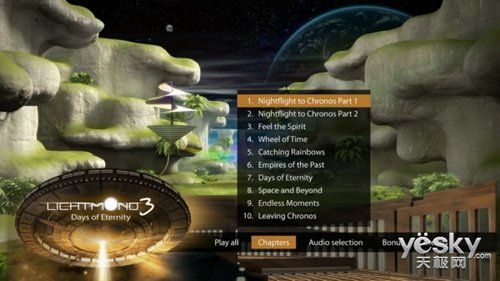 1. Nightflight to Chronos Part 1
2. Nightflight to Chronos Part 2
3. Feel the Spirit
4. Wheel of Time
5. Catching Rainbows
6. Empires of the Past
7. Days of Eternity
8. Space and Beyond
9. Endless Moments
10. Leaving Chronos
LICHTMOND 3
Days of Eternity
Play all Chapters Audio selection Bonu
yesky.com
天极网